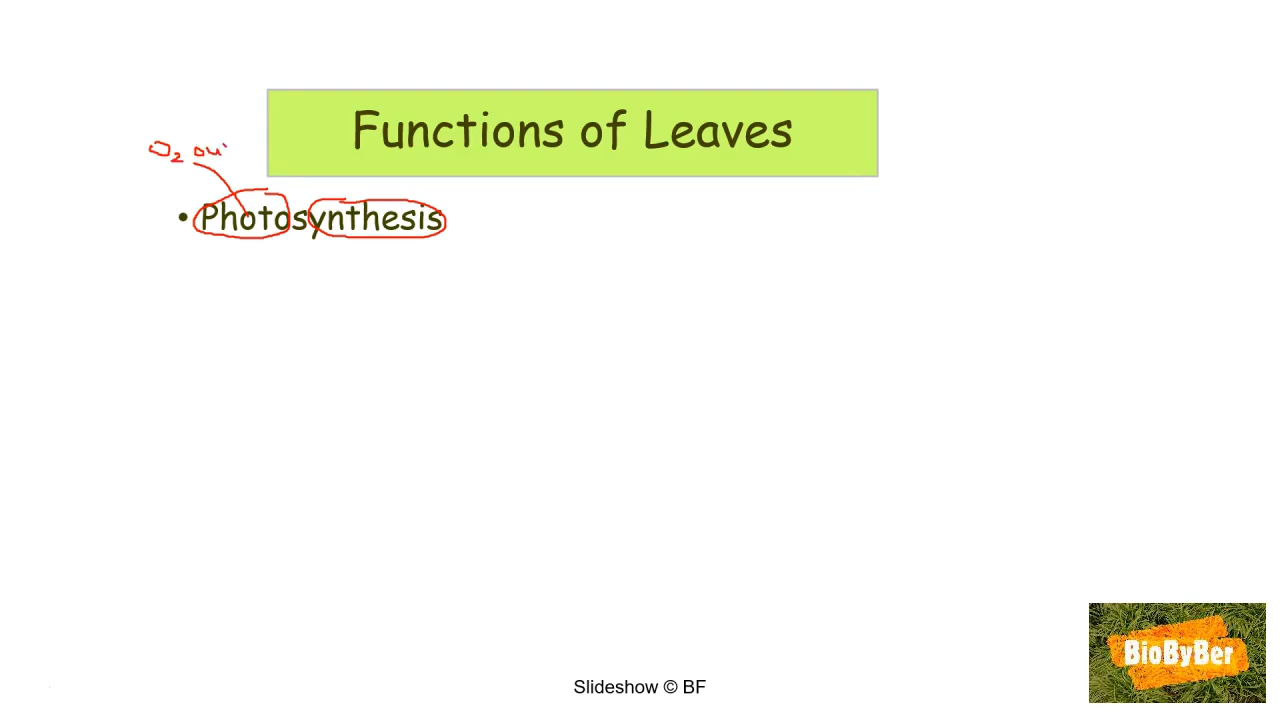 Functions of Leaves
O₂ ou
• Photosynthesis
BioByBer
Slideshow © BF